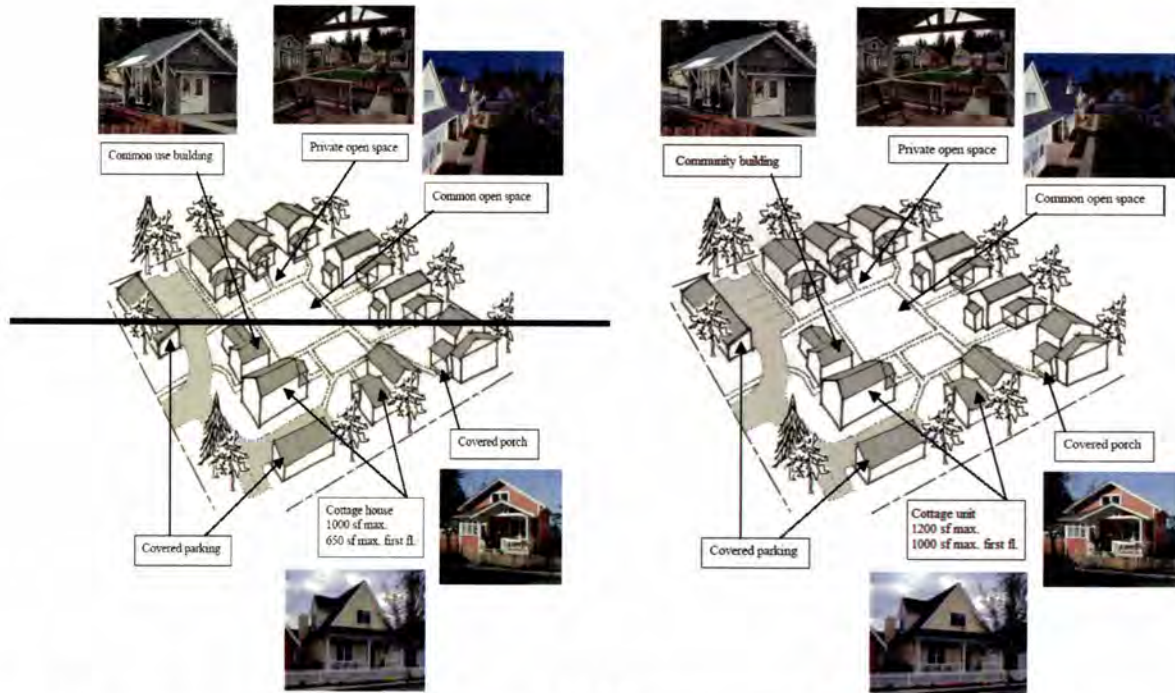 Common use building
Private open space
Common open space
Covered porch
Cottage house
1000 sf max.
650 sf max. first fl.
Covered parking
Community building
Private open space
Common open space
Covered porch
Cottage unit
1200 sf max.
1000 sf max. first fl.
Covered parking